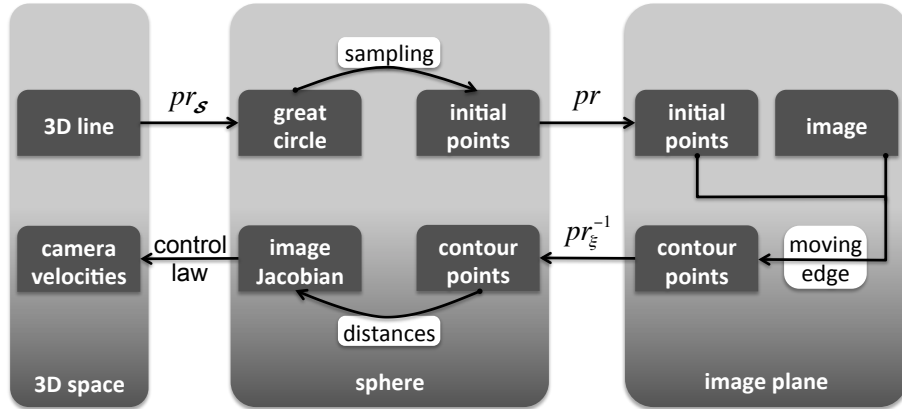 sampling
3D line
pr𝒮
great
circle
initial
points
pr
initial
points
image
camera
velocities
control
law
image
Jacobian
contour
points
pr_ξ^{-1}
contour
points
moving
edge
distances
3D space
sphere
image plane